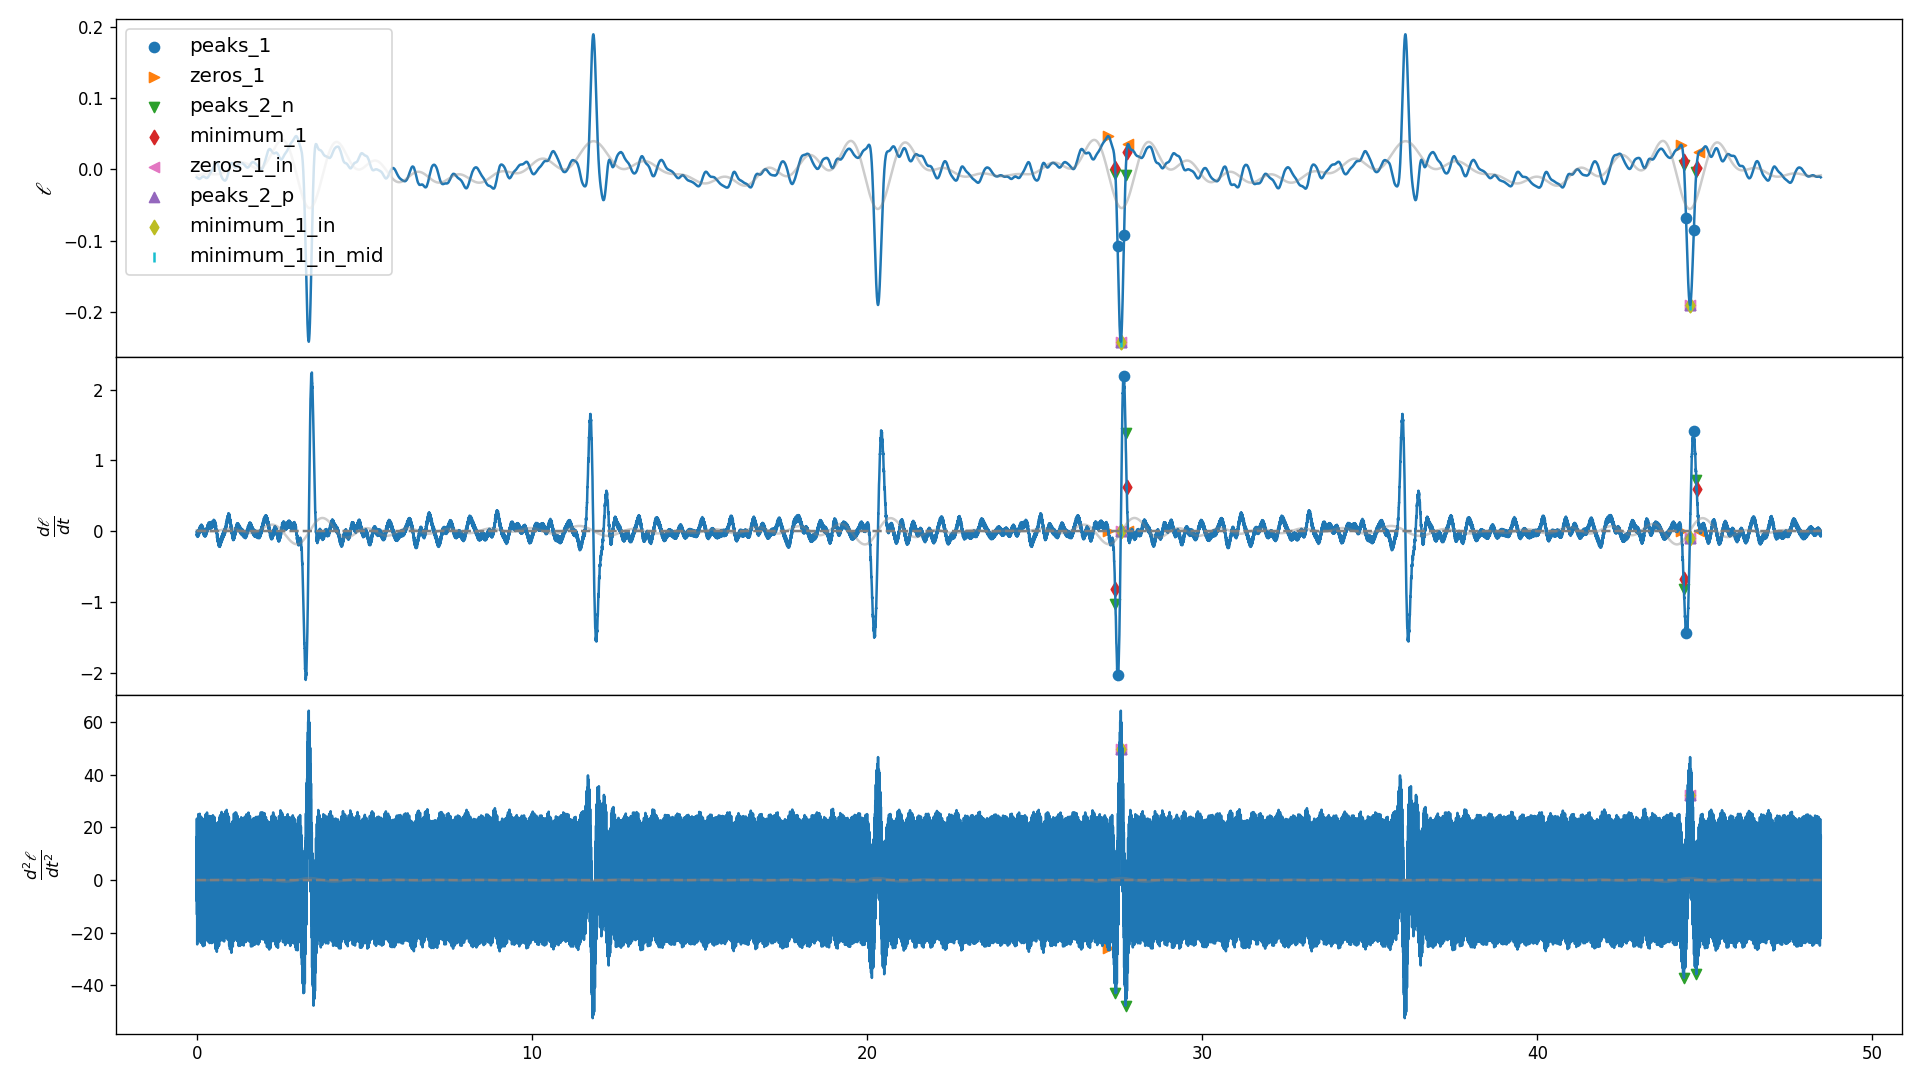 0.2
0.1
0.0
−0.1
−0.2
ℓ
peaks_1
zeros_1
peaks_2_n
minimum_1
zeros_1_in
peaks_2_p
minimum_1_in
minimum_1_in_mid
2
1
0
−1
−2
dℓ
dt
60
40
20
0
−20
−40
d²ℓ
dt²
0 10 20 30 40 50